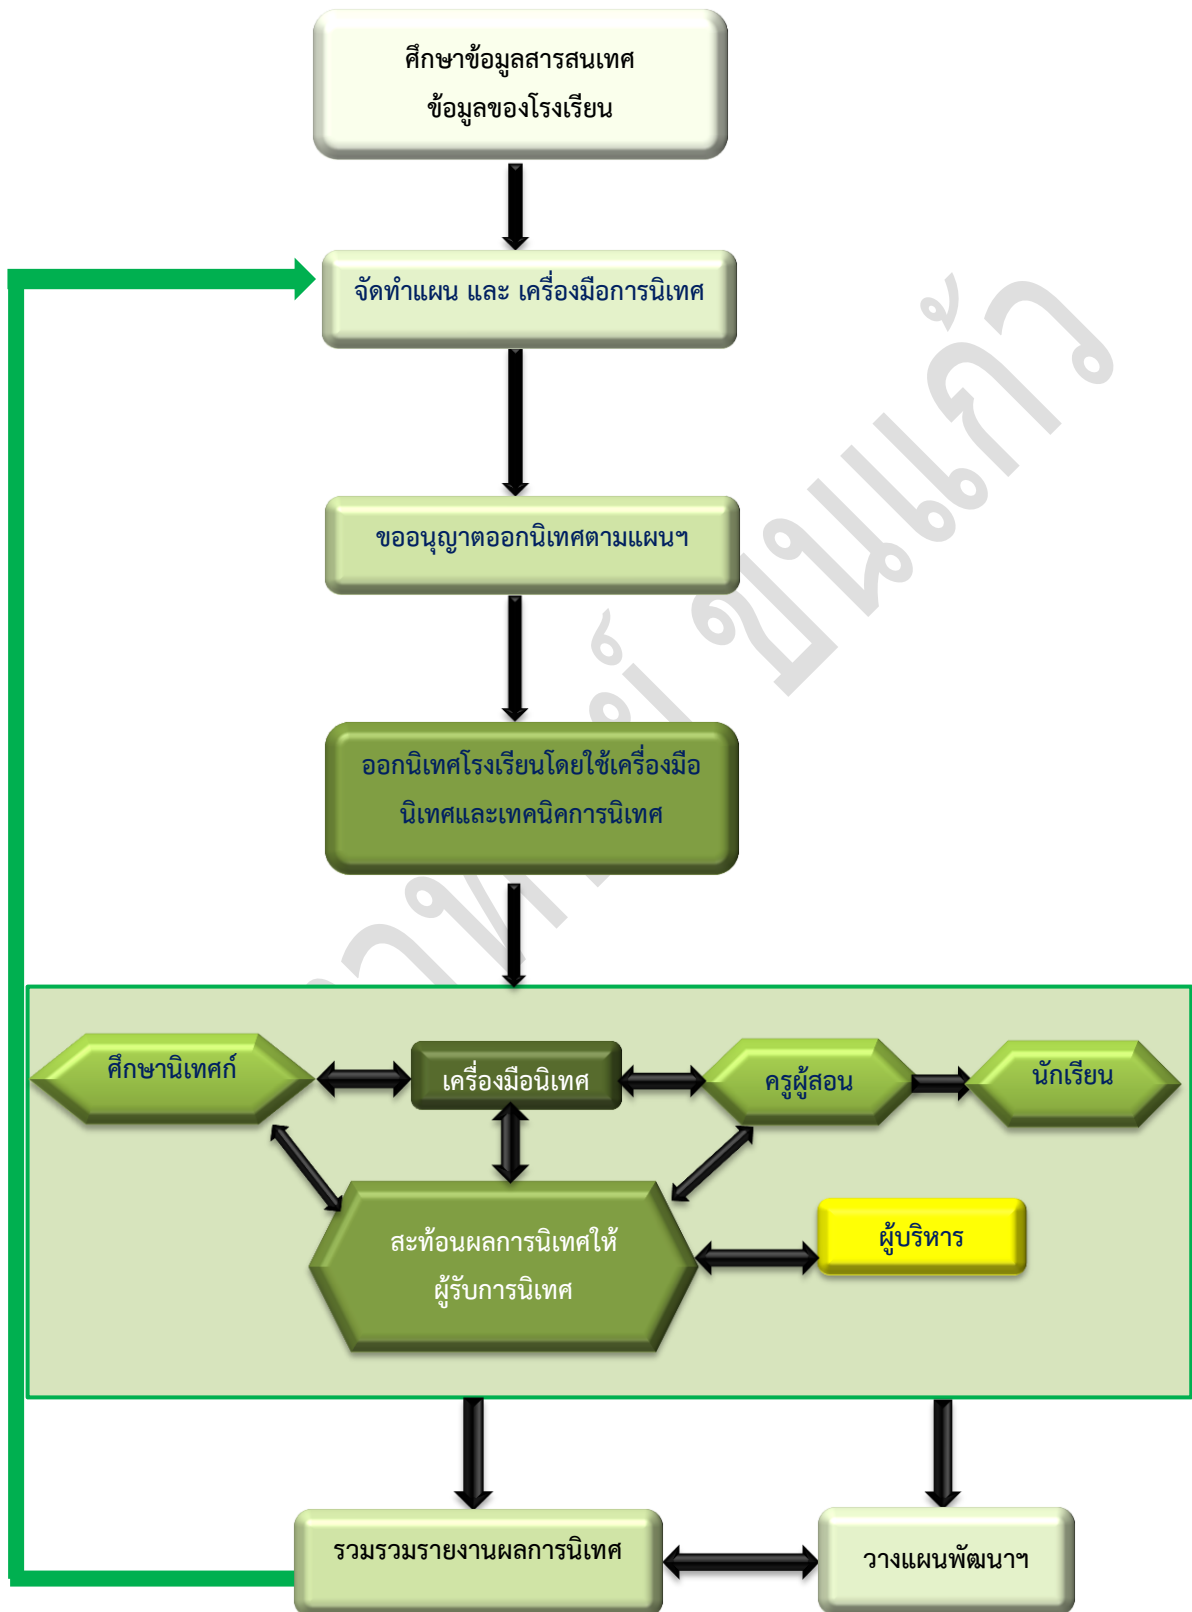 ศึกษาข้อมูลสารสนเทศ
ข้อมูลของโรงเรียน
จัดทำแผน และ เครื่องมือการนิเทศ
ขออนุญาตออกนิเทศตามแผนฯ
ออกนิเทศโรงเรียนโดยใช้เครื่องมือ
นิเทศและเทคนิคการนิเทศ
ศึกษานิเทศก์
เครื่องมือนิเทศ
ครูผู้สอน
นักเรียน
สะท้อนผลการนิเทศให้
ผู้รับการนิเทศ
ผู้บริหาร
รวมรวมรายงานผลการนิเทศ
วางแผนพัฒนาฯ
ขนแก้ว